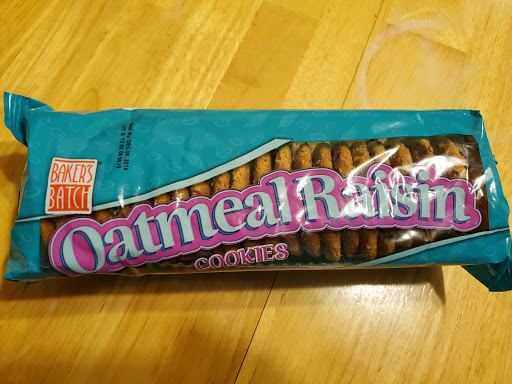 BAKER'S
BATCH
Oatmeal Raisin
COOKIES